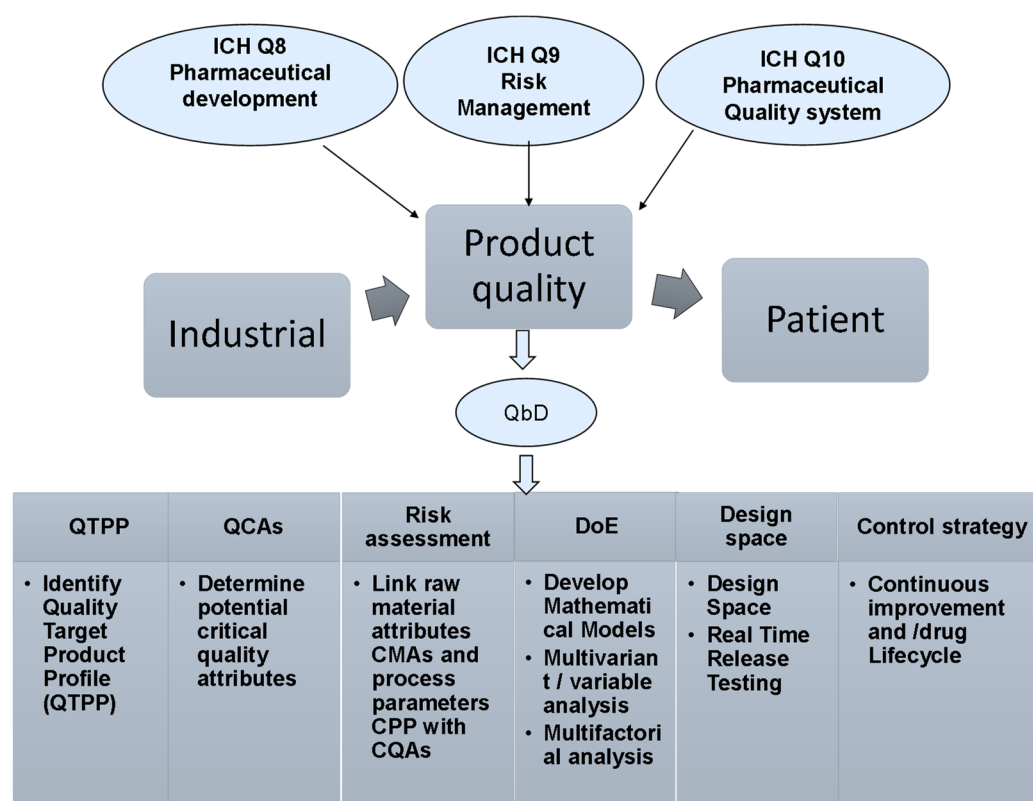 ICH Q8
Pharmaceutical
development
ICH Q9
Risk
Management
ICH Q10
Pharmaceutical
Quality system
Product
quality
Industrial
Patient
QbD
QTPP
QCAs
Risk
assessment
DoE
Design
space
Control strategy
• Identify
Quality
Target
Product
Profile
(QTPP)
• Determine
potential
critical
quality
attributes
• Link raw
material
attributes
CMAs and
process
parameters
CPP with
CQAs
• Develop
Mathemati
cal Models
• Multivarian
t / variable
analysis
• Multifactori
al analysis
• Design
Space
• Real Time
Release
Testing
• Continuous
improvement
and /drug
Lifecycle